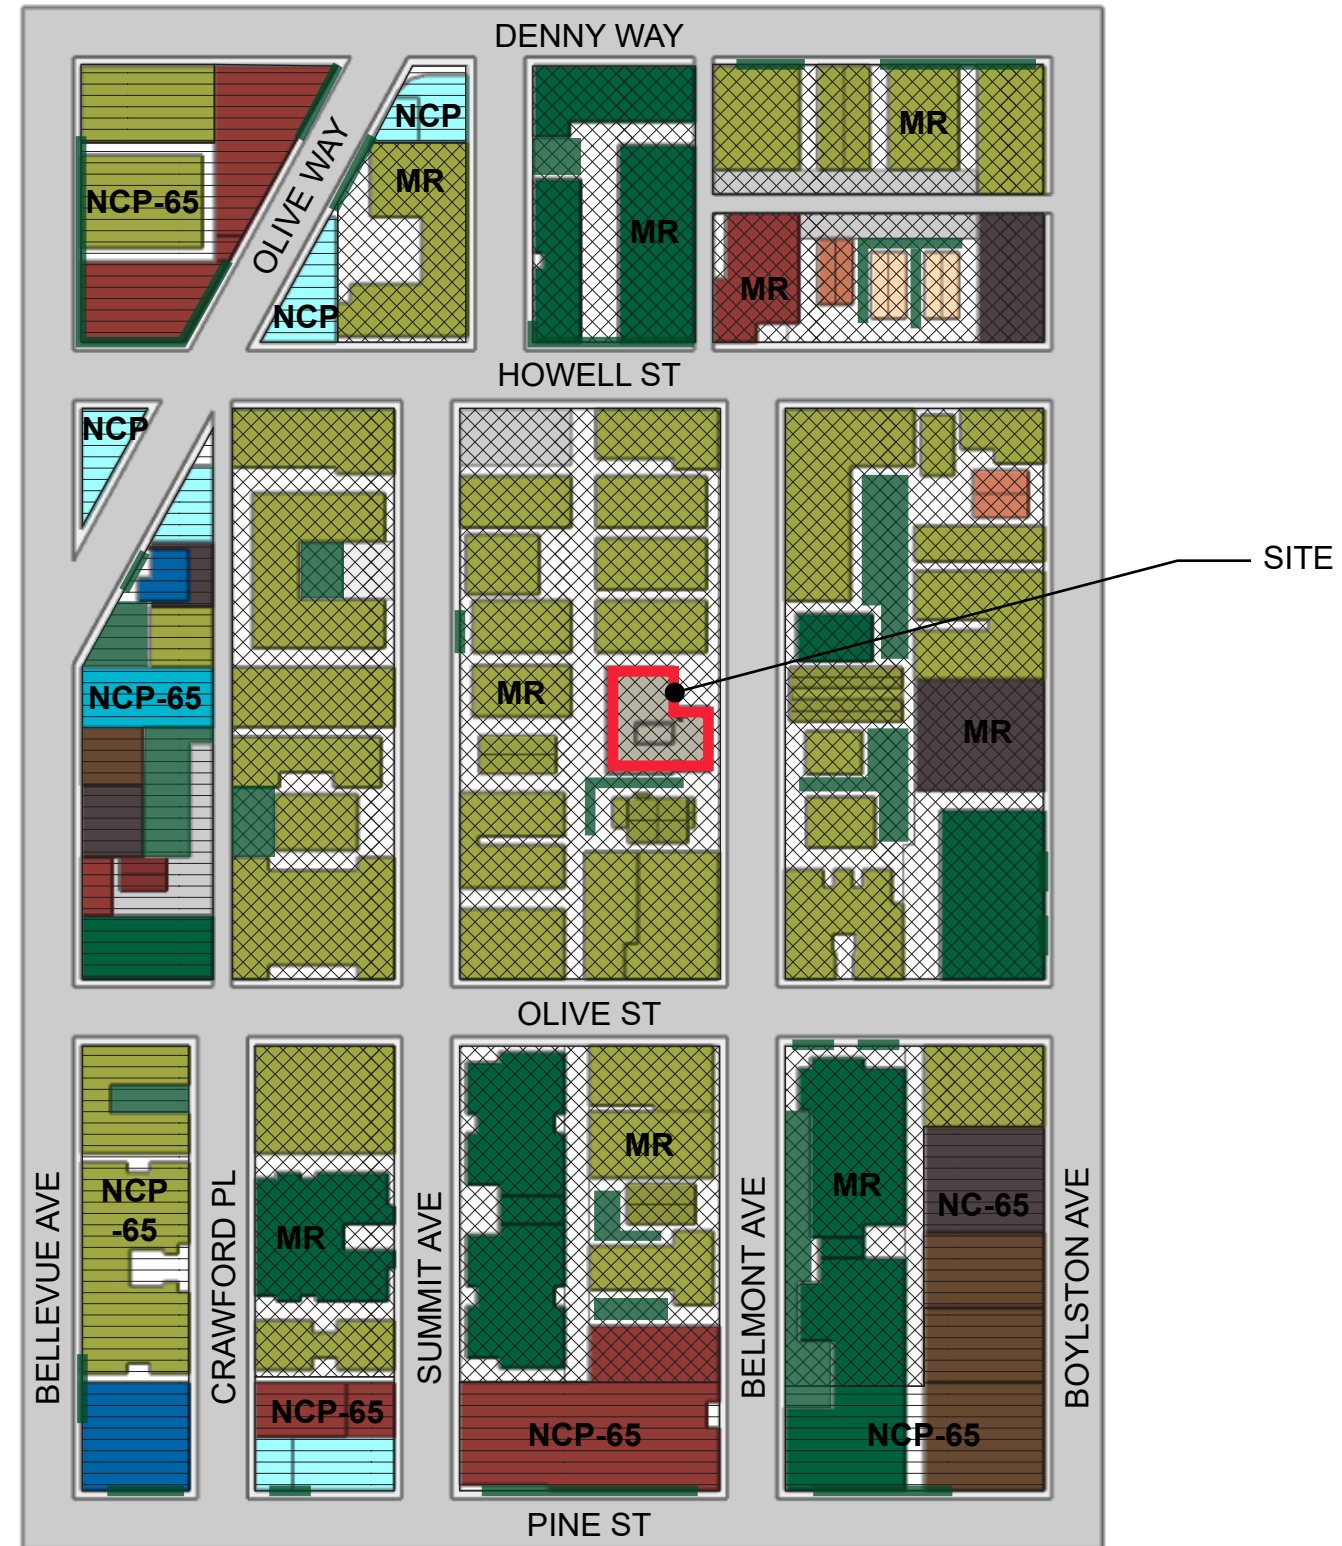 DENNY WAY
NCP
MR
MR
NCP-65
OLIVE WAY
MR
MR
NCP
HOWELL ST
NCP
SITE
MR
NCP-65
MR
OLIVE ST
MR
NCP
-65
MR
MR
NC-65
BELLEVUE AVE
CRAWFORD PL
SUMMIT AVE
BELMONT AVE
BOYLSTON AVE
NCP-65
NCP-65
NCP-65
PINE ST